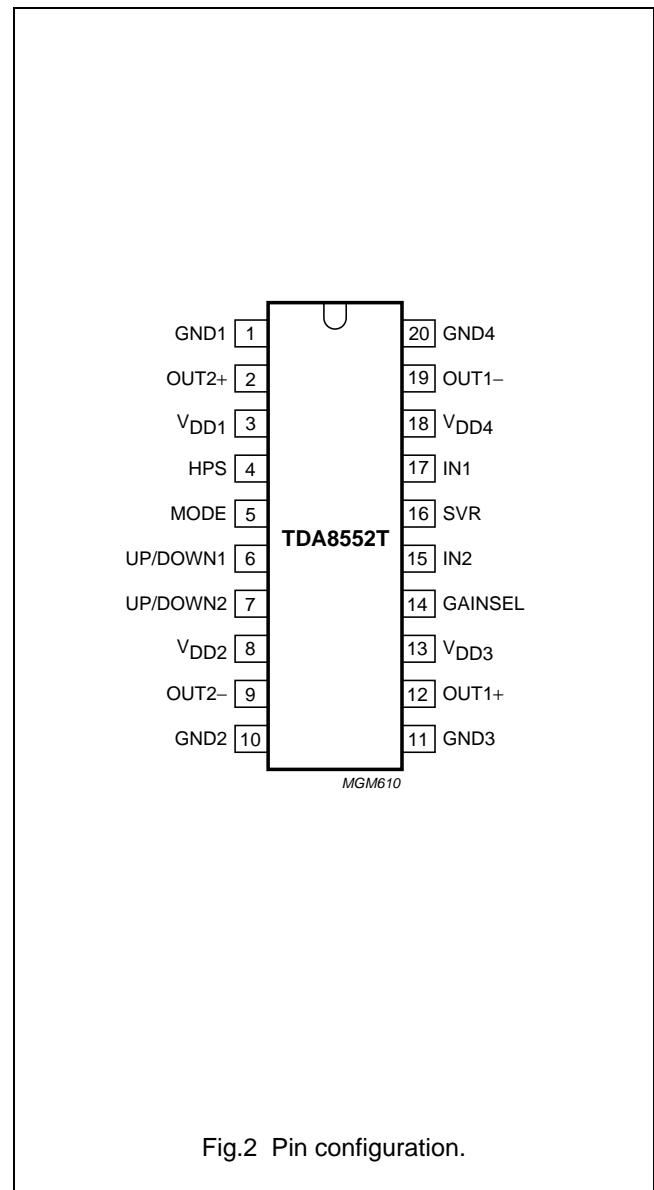 GND1 1 20 GND4
OUT2+ 2 19 OUT1−
VDD1 3 18 VDD4
HPS 4 17 IN1
MODE 5 16 SVR
TDA8552T
UP/DOWN1 6 15 IN2
UP/DOWN2 7 14 GAINSEL
VDD2 8 13 VDD3
OUT2− 9 12 OUT1+
GND2 10 11 GND3
MGM610
Fig.2 Pin configuration.